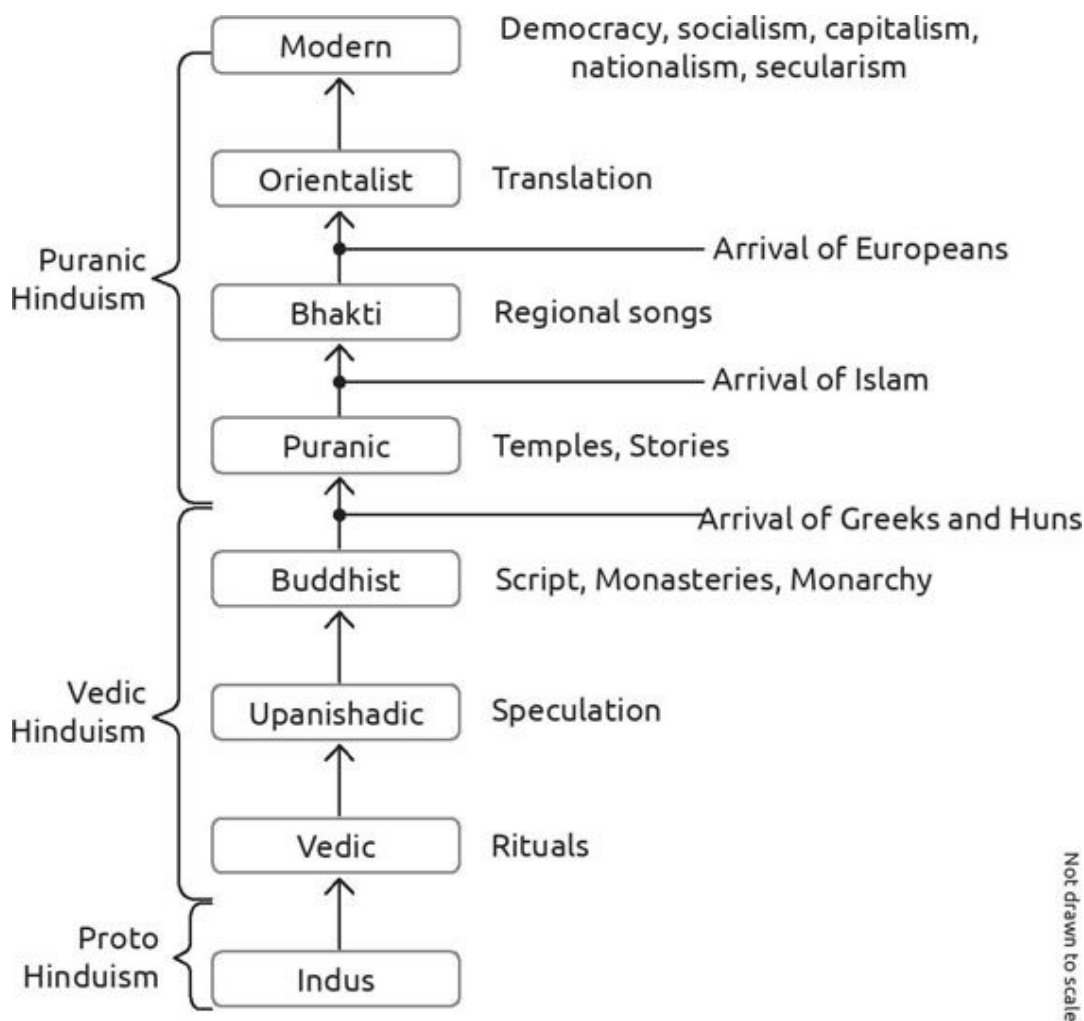 Modern
Democracy, socialism, capitalism,
nationalism, secularism
Orientalist
Translation
Arrival of Europeans
Puranic
Hinduism
Bhakti
Regional songs
Arrival of Islam
Puranic
Temples, Stories
Arrival of Greeks and Huns
Buddhist
Script, Monasteries, Monarchy
Vedic
Hinduism
Upanishadic
Speculation
Vedic
Rituals
Proto
Hinduism
Indus
Not drawn to scale